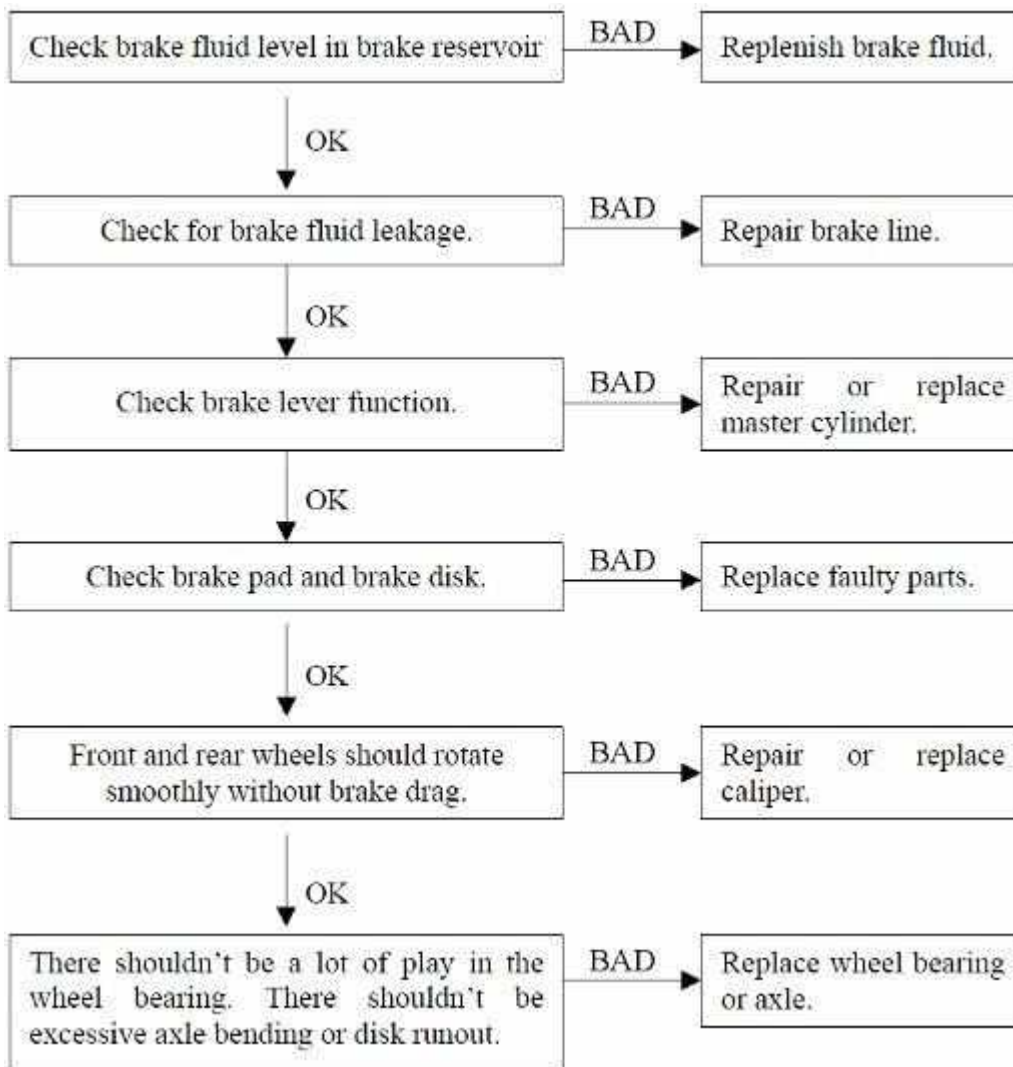 Check brake fluid level in brake reservoir
BAD
Replenish brake fluid.
OK
Check for brake fluid leakage.
BAD
Repair brake line.
OK
Check brake lever function.
BAD
Repair or replace
master cylinder.
OK
Check brake pad and brake disk.
BAD
Replace faulty parts.
OK
Front and rear wheels should rotate
smoothly without brake drag.
BAD
Repair or replace
caliper.
OK
There shouldn't be a lot of play in the
wheel bearing. There shouldn't be
excessive axle bending or disk runout.
BAD
Replace wheel bearing
or axle.